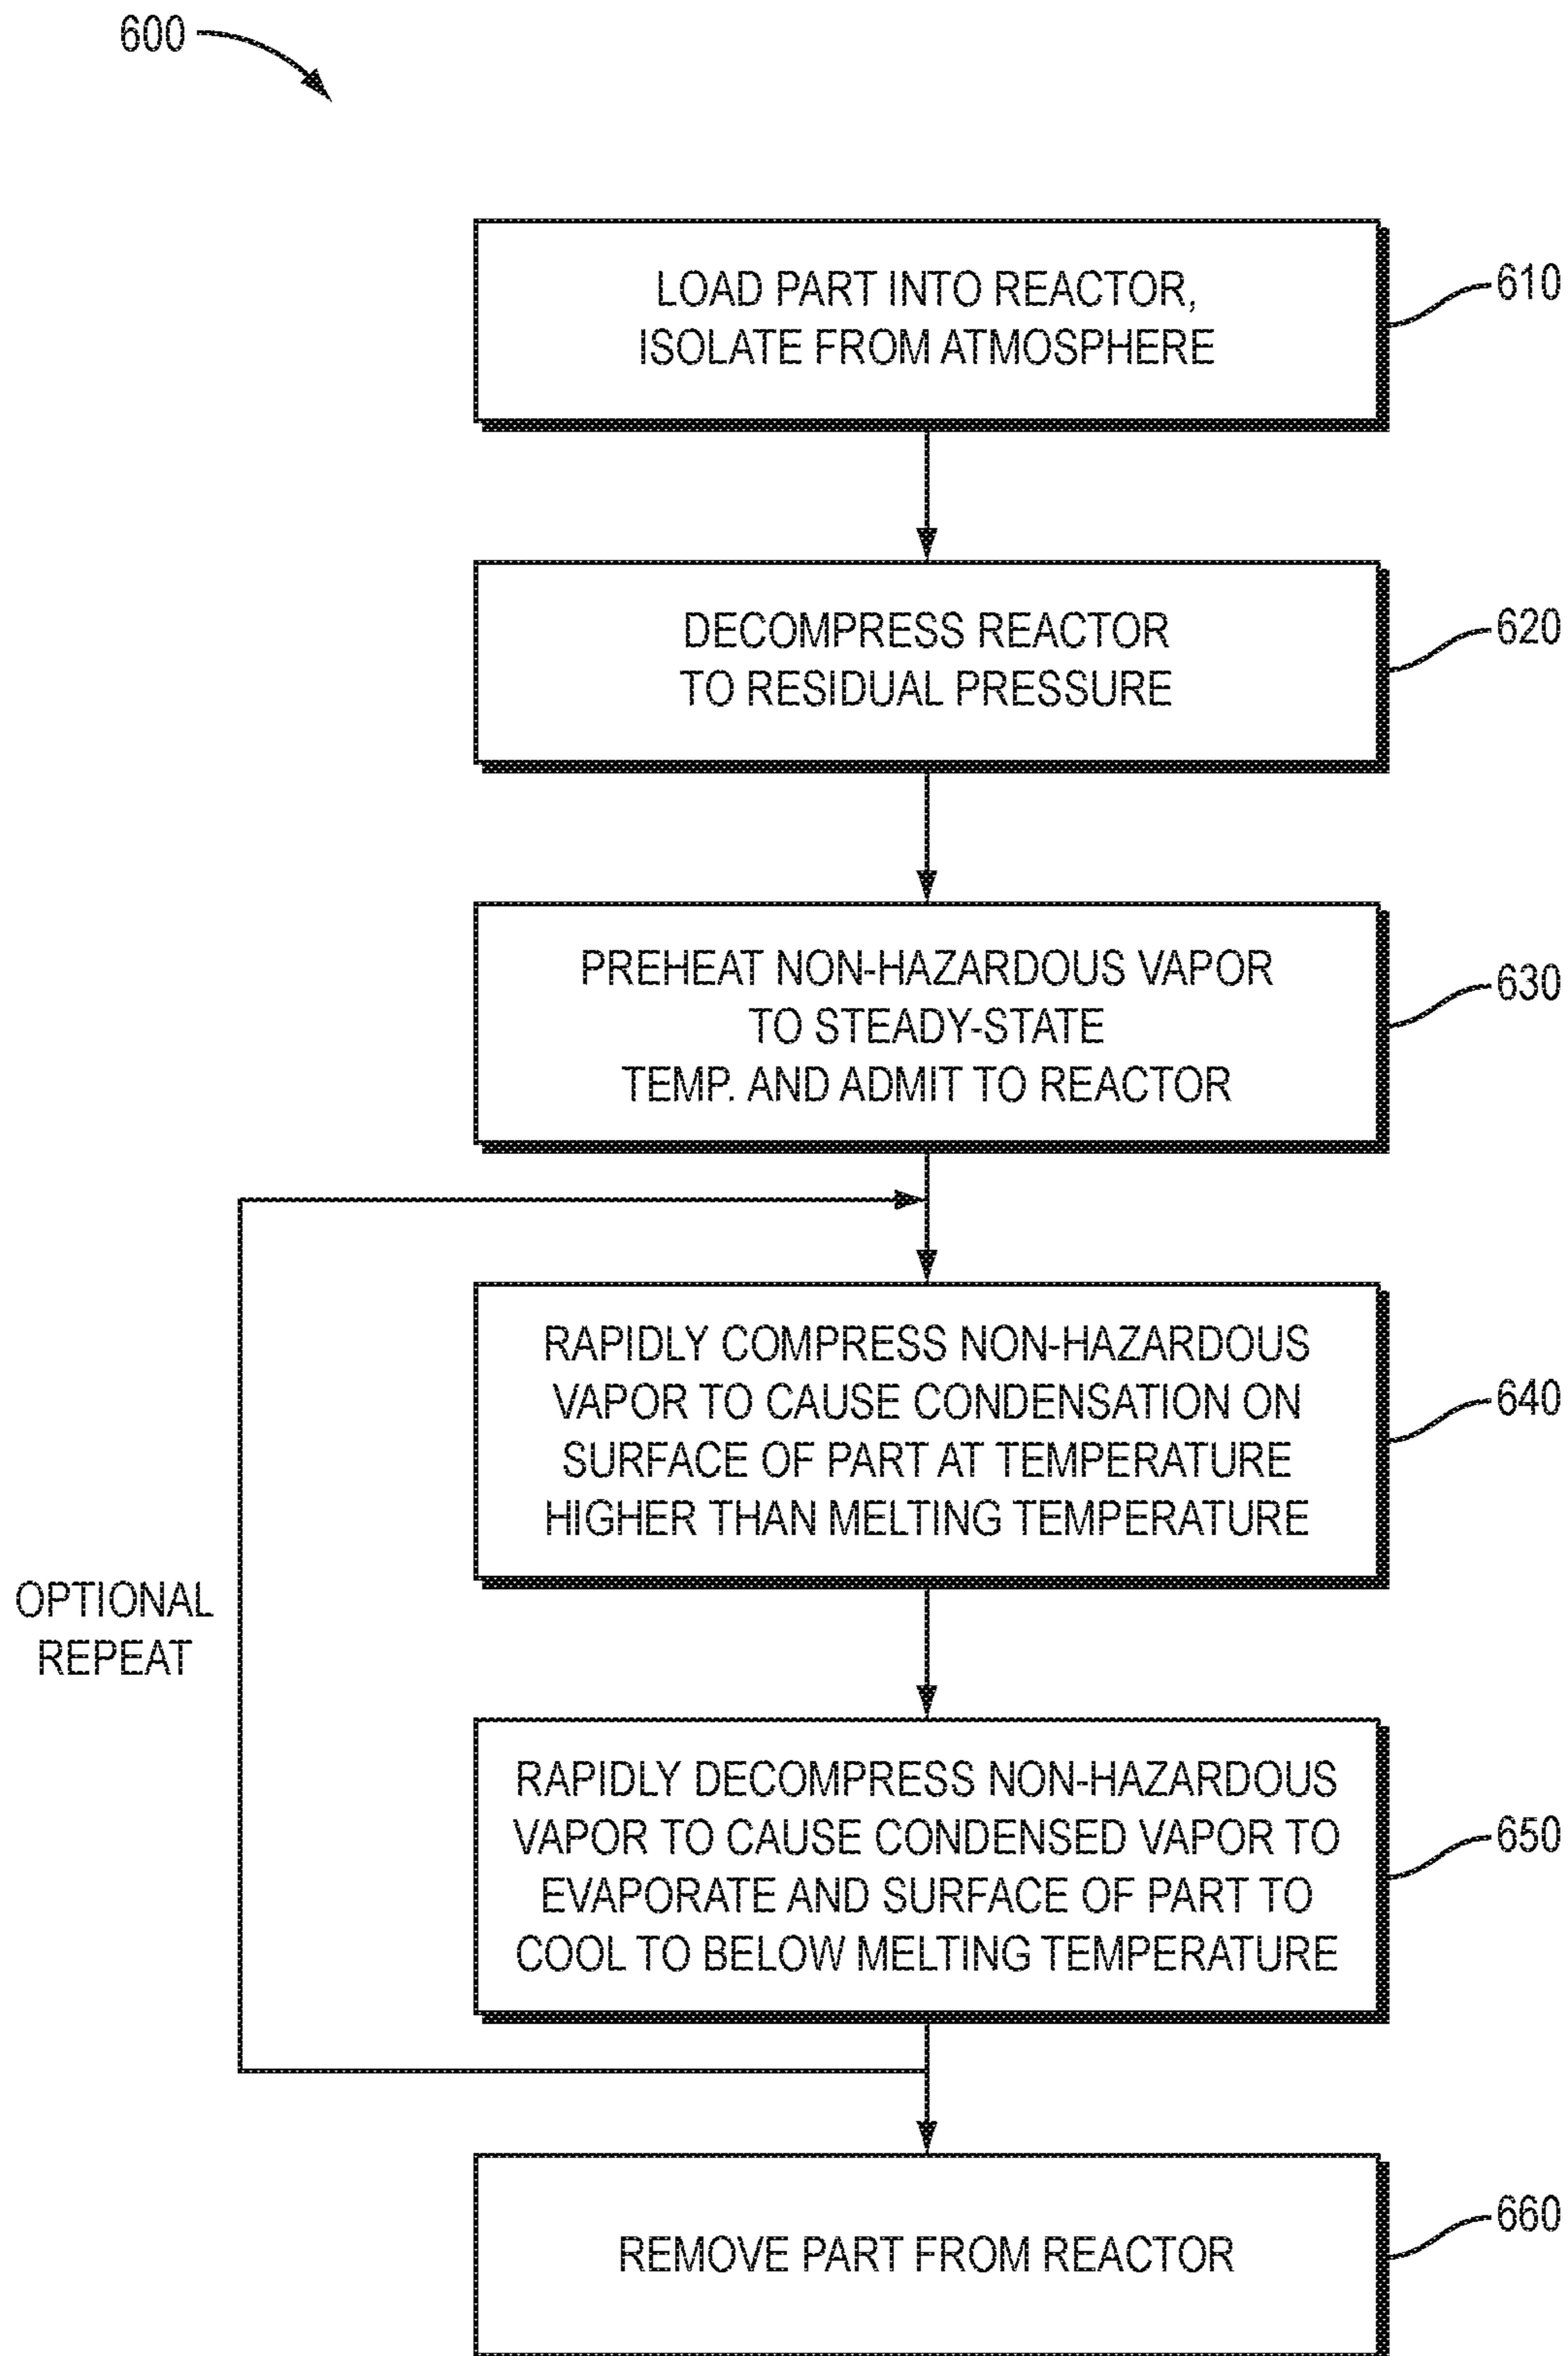 600
LOAD PART INTO REACTOR,
ISOLATE FROM ATMOSPHERE
610
DECOMPRESS REACTOR
TO RESIDUAL PRESSURE
620
PREHEAT NON-HAZARDOUS VAPOR
TO STEADY-STATE
TEMP. AND ADMIT TO REACTOR
630
RAPIDLY COMPRESS NON-HAZARDOUS
VAPOR TO CAUSE CONDENSATION ON
SURFACE OF PART AT TEMPERATURE
HIGHER THAN MELTING TEMPERATURE
640
OPTIONAL
REPEAT
RAPIDLY DECOMPRESS NON-HAZARDOUS
VAPOR TO CAUSE CONDENSED VAPOR TO
EVAPORATE AND SURFACE OF PART TO
COOL TO BELOW MELTING TEMPERATURE
650
REMOVE PART FROM REACTOR
660